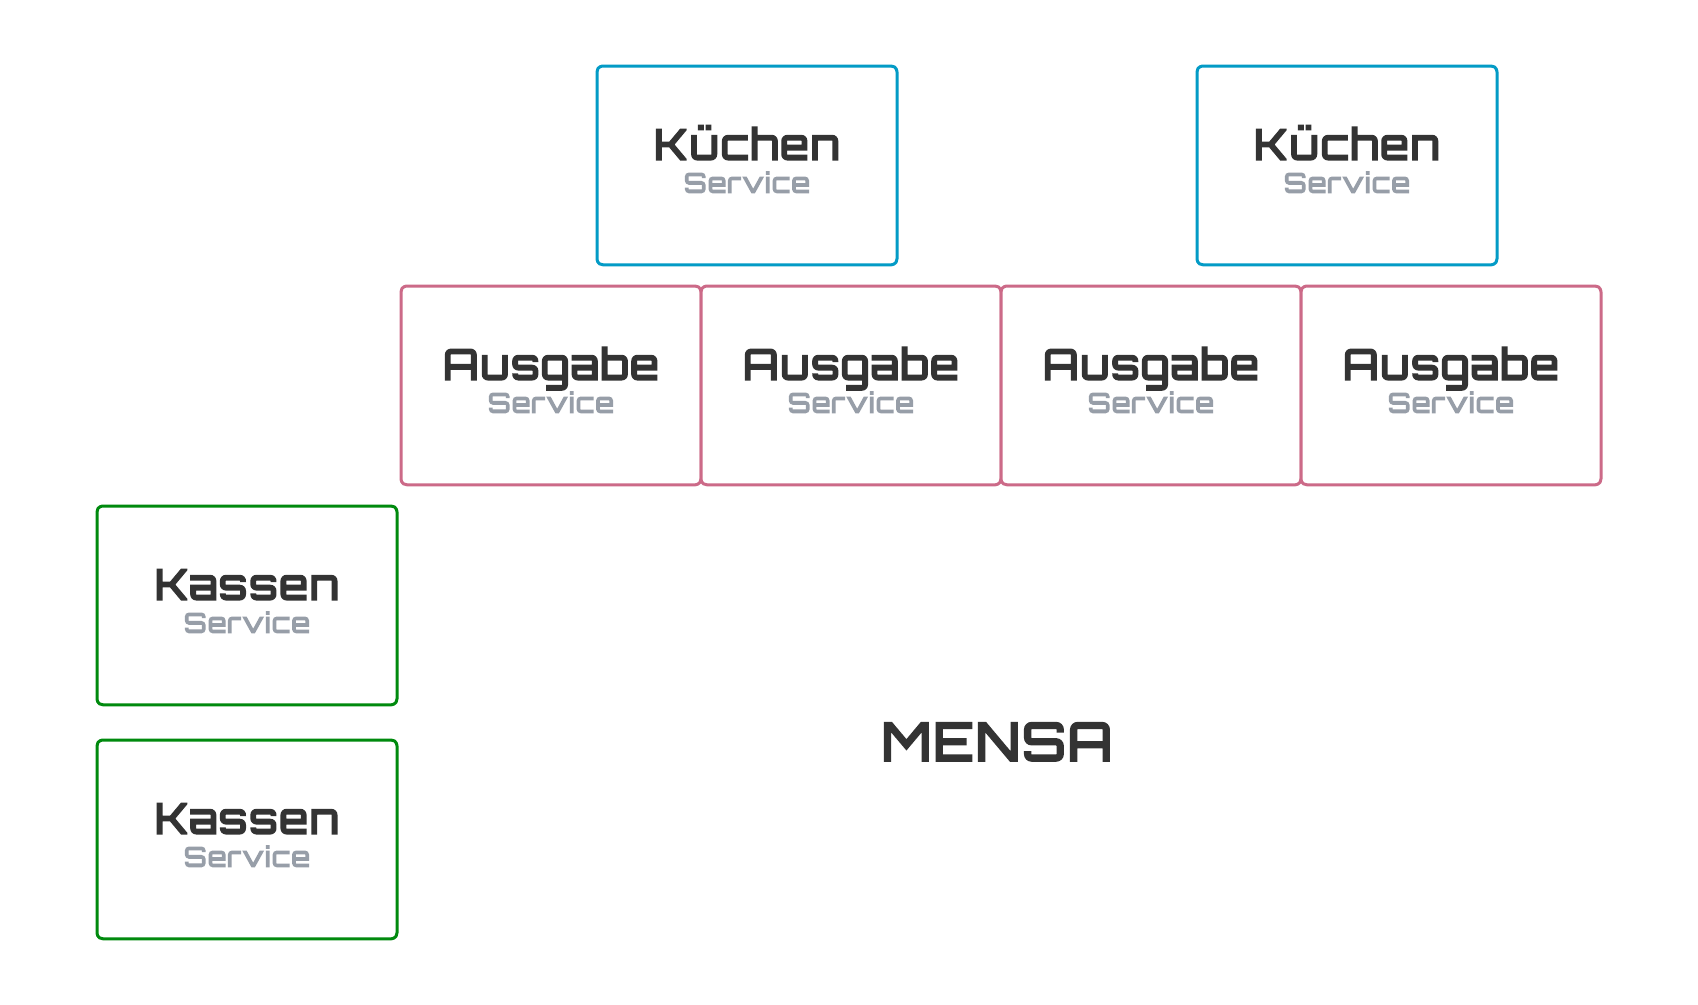 Küchen
Service
Küchen
Service
Ausgabe
Service
Ausgabe
Service
Ausgabe
Service
Ausgabe
Service
Kassen
Service
MENSA
Kassen
Service